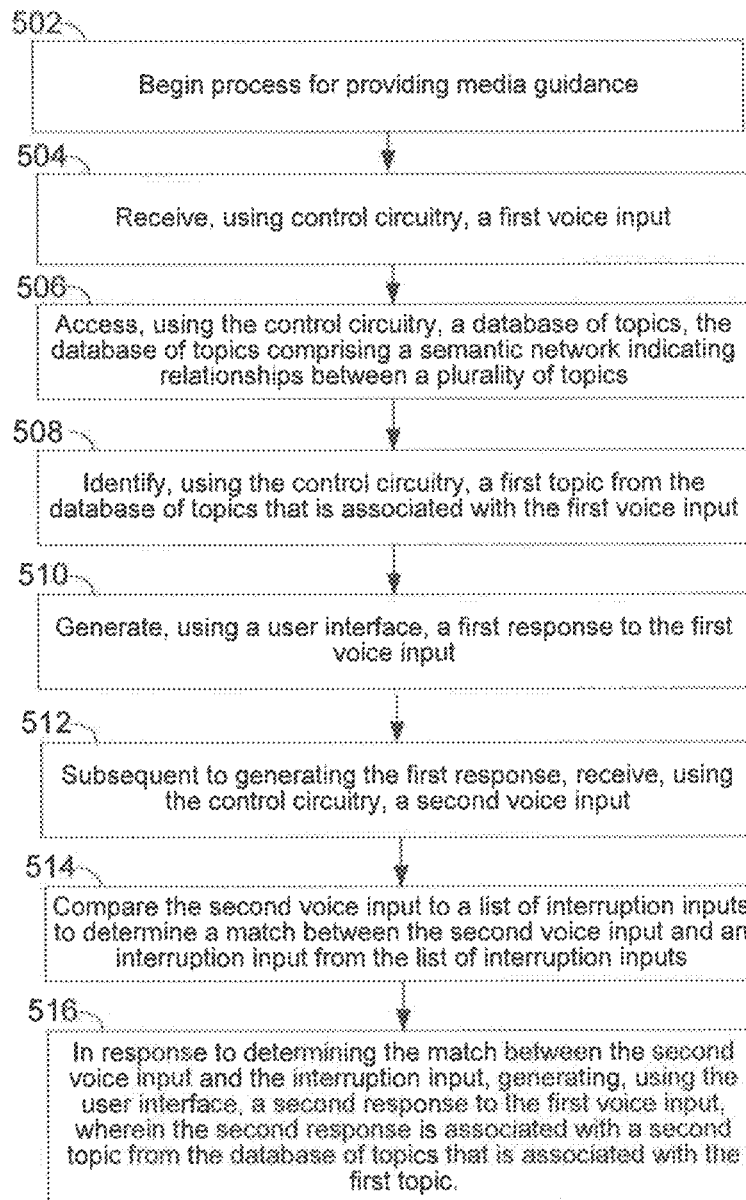 502
Begin process for providing media guidance
504
Receive, using control circuitry, a first voice input
506
Access, using the control circuitry, a database of topics, the
database of topics comprising a semantic network indicating
relationships between a plurality of topics
508
Identify, using the control circuitry, a first topic from the
database of topics that is associated with the first voice input
510
Generate, using a user interface, a first response to the first
voice input
512
Subsequent to generating the first response, receive, using
the control circuitry, a second voice input
514
Compare the second voice input to a list of interruption inputs
to determine a match between the second voice input and an
interruption input from the list of interruption inputs
516
In response to determining the match between the second
voice input and the interruption input, generating, using the
user interface, a second response to the first voice input,
wherein the second response is associated with a second
topic from the database of topics that is associated with the
first topic.